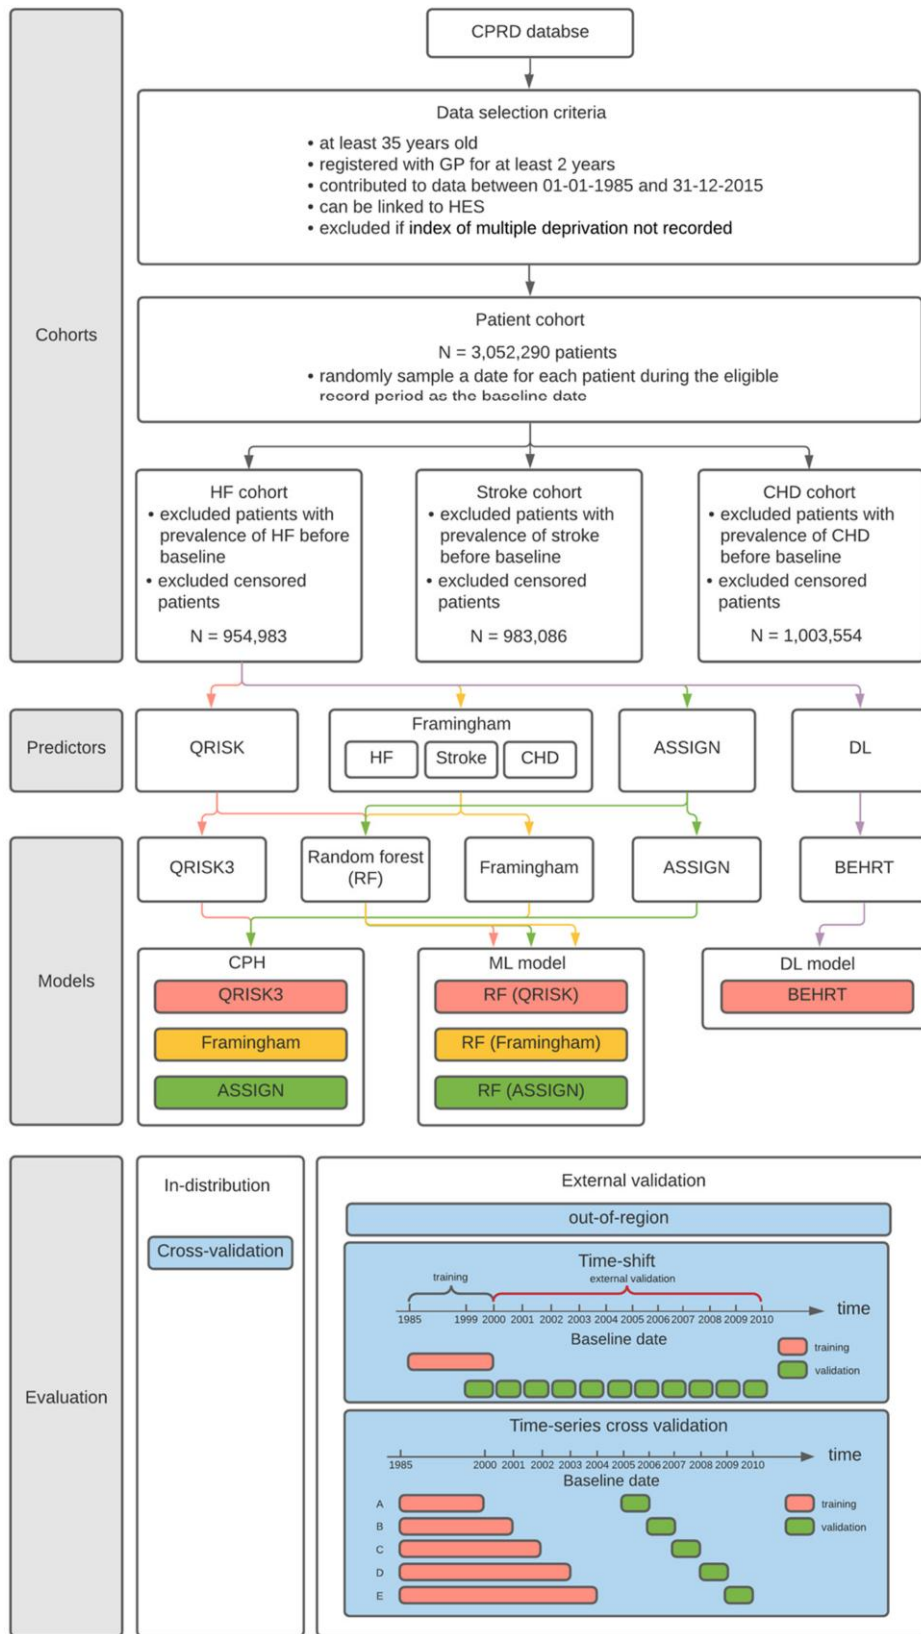 CPRD databse
Cohorts
Data selection criteria
• at least 35 years old
• registered with GP for at least 2 years
• contributed to data between 01-01-1985 and 31-12-2015
• can be linked to HES
• excluded if index of multiple deprivation not recorded
Patient cohort
N = 3,052,290 patients
• randomly sample a date for each patient during the eligible
record period as the baseline date
HF cohort
• excluded patients with
prevalence of HF before
baseline
• excluded censored
patients
N = 954,983
Stroke cohort
• excluded patients with
prevalence of stroke
before baseline
• excluded censored
patients
N = 983,086
CHD cohort
• excluded patients with
prevalence of CHD
before baseline
• excluded censored
patients
N = 1,003,554
Predictors
QRISK
Framingham
HF
Stroke
CHD
ASSIGN
DL
Models
QRISK3
Random forest
(RF)
Framingham
ASSIGN
BEHRT
CPH
QRISK3
Framingham
ASSIGN
ML model
RF (QRISK)
RF (Framingham)
RF (ASSIGN)
DL model
BEHRT
Evaluation
In-distribution
Cross-validation
External validation
out-of-region
Time-shift
training
external validation
time
1985 1999 2000 2001 2002 2003 2004 2005 2006 2007 2008 2009 2010
Baseline date
training
validation
Time-series cross validation
time
1985 2000 2001 2002 2003 2004 2005 2006 2007 2008 2009 2010
Baseline date
A
B
C
D
E
training
validation